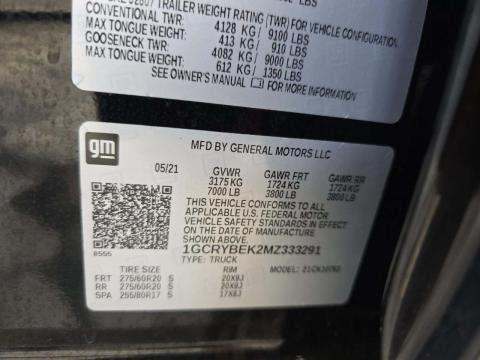 TRAILER WEIGHT RATING (TWR) FOR VEHICLE CONFIGURATION
CONVENTIONAL TWR: 4128 KG / 9100 LBS
MAX TONGUE WEIGHT: 413 KG / 910 LBS
GOOSENECK TWR: 4082 KG / 9000 LBS
MAX TONGUE WEIGHT: 612 KG / 1350 LBS
SEE OWNER'S MANUAL FOR MORE INFORMATION
gm
MFD BY GENERAL MOTORS LLC
05/21 GVWR GAWR FRT GAWR RR
3175 KG 1724 KG 1724 KG
7000 LB 3800 LB 3800 LB
THIS VEHICLE CONFORMS TO ALL
APPLICABLE U.S. FEDERAL MOTOR
VEHICLE SAFETY STANDARDS IN EFFECT
ON THE DATE OF MANUFACTURE
SHOWN ABOVE.
1GCRYBEK2MZ333291
TYPE: TRUCK
TIRE SIZE RIM MODEL:
FRT 275/60R20 S 20X9J
RR 275/60R20 S 20X9J
SPA 255/80R17 S 17X8J